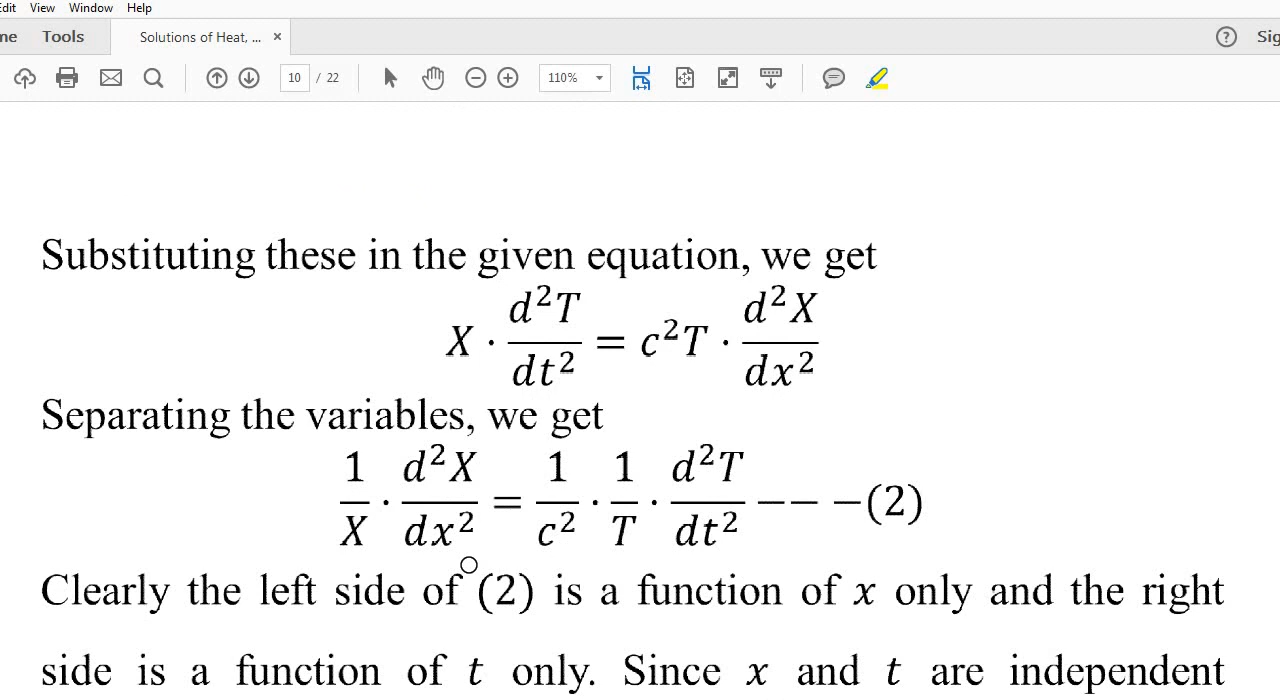 Edit View Window Help
me Tools Solutions of Heat, ... × ? Sig
10 / 22 110%
Substituting these in the given equation, we get
X · d²T/dt² = c²T · d²X/dx²
Separating the variables, we get
1/X · d²X/dx² = 1/c² · 1/T · d²T/dt² −− −(2)
Clearly the left side of (2) is a function of x only and the right
side is a function of t only. Since x and t are independent